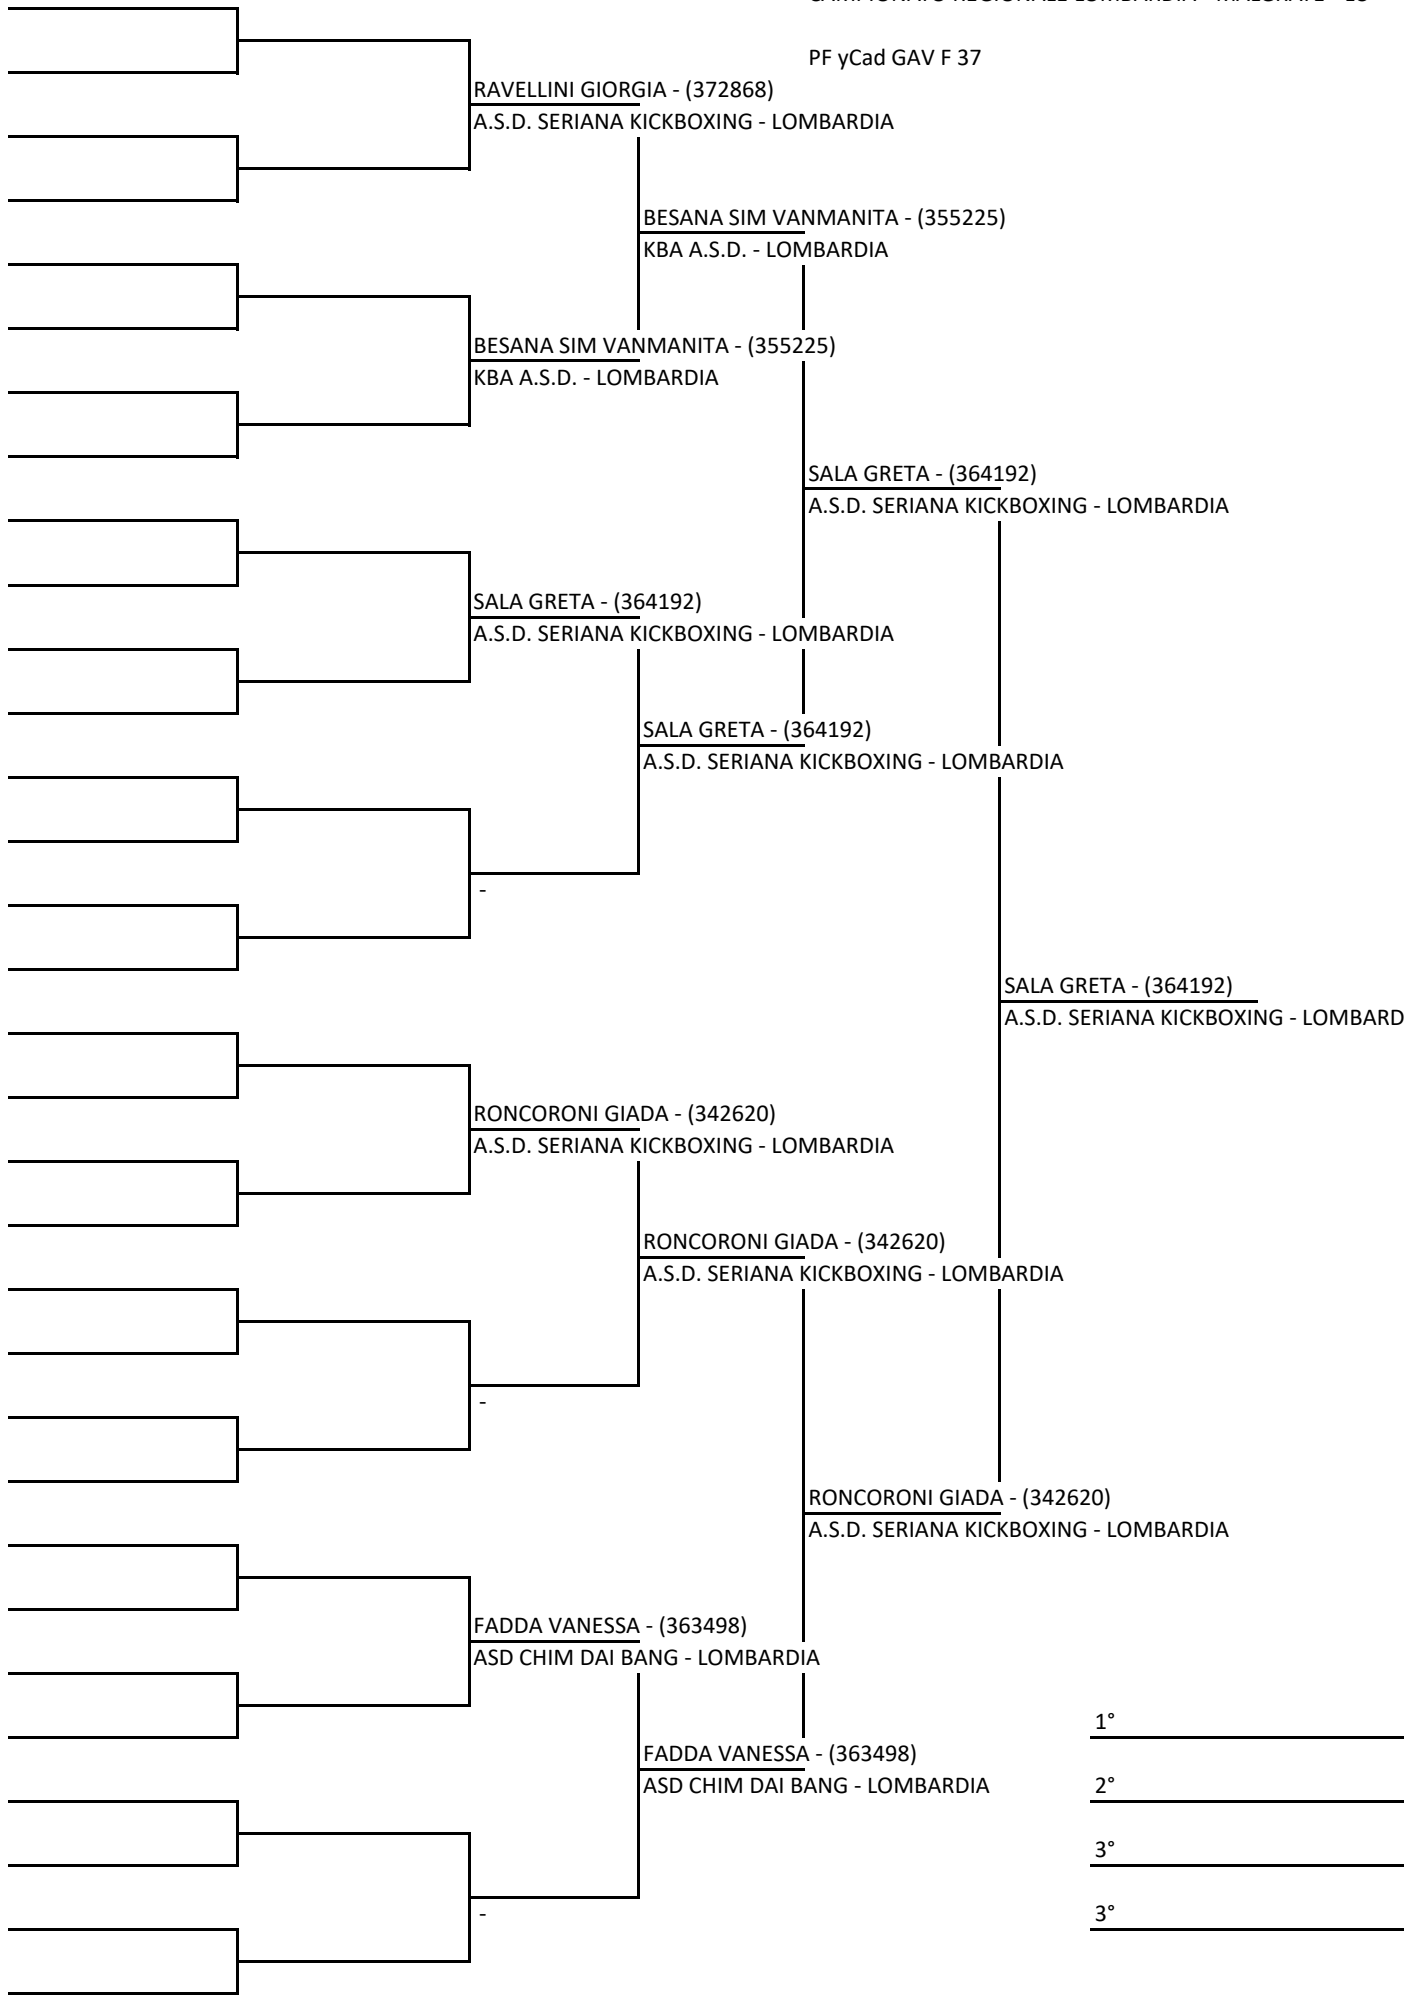 PF yCad GAV F 37
RAVELLINI GIORGIA - (372868)
A.S.D. SERIANA KICKBOXING - LOMBARDIA
BESANA SIM VANMANITA - (355225)
KBA A.S.D. - LOMBARDIA
BESANA SIM VANMANITA - (355225)
KBA A.S.D. - LOMBARDIA
SALA GRETA - (364192)
A.S.D. SERIANA KICKBOXING - LOMBARDIA
SALA GRETA - (364192)
A.S.D. SERIANA KICKBOXING - LOMBARDIA
SALA GRETA - (364192)
A.S.D. SERIANA KICKBOXING - LOMBARDIA
-
SALA GRETA - (364192)
A.S.D. SERIANA KICKBOXING - LOMBARD
RONCORONI GIADA - (342620)
A.S.D. SERIANA KICKBOXING - LOMBARDIA
RONCORONI GIADA - (342620)
A.S.D. SERIANA KICKBOXING - LOMBARDIA
-
RONCORONI GIADA - (342620)
A.S.D. SERIANA KICKBOXING - LOMBARDIA
FADDA VANESSA - (363498)
ASD CHIM DAI BANG - LOMBARDIA
1°
FADDA VANESSA - (363498)
ASD CHIM DAI BANG - LOMBARDIA
2°
3°
-
3°